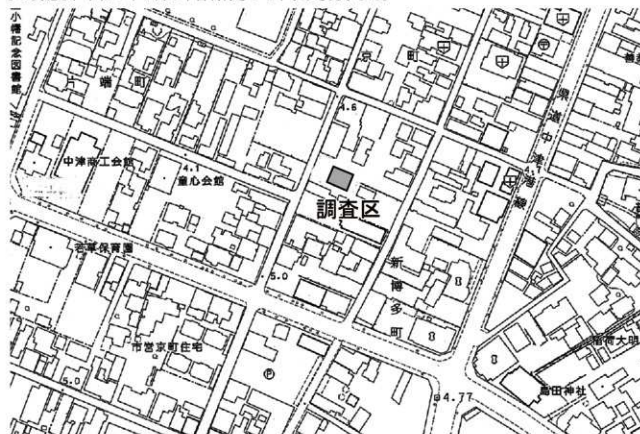 小幡記念図書館
京町
端町
4.6
中津商工会館
4.1
童心会館
県道中津港線
調査区
若草保育園
5.0
新博多町
市営京町住宅
5.0
P
4.77
稲荷大明
島田神社